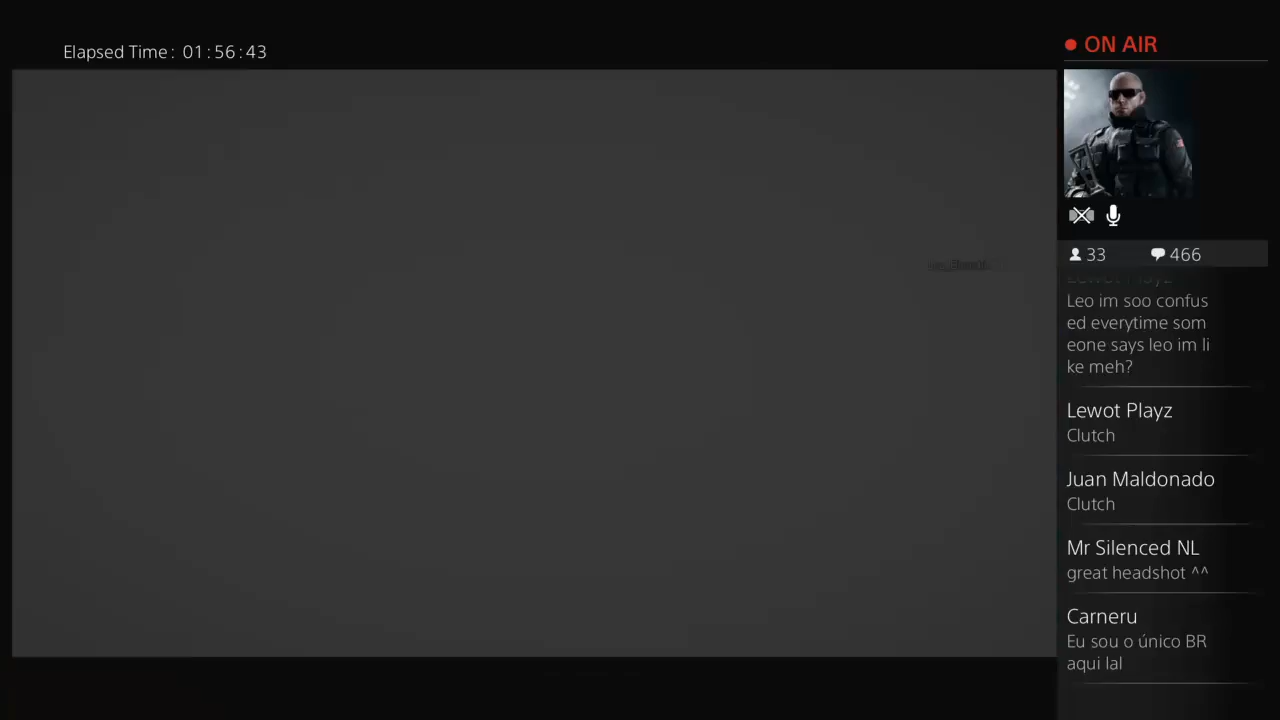 Elapsed Time: 01:56:43
ON AIR
33 466
Leo im soo confus
ed everytime som
eone says leo im li
ke meh?
Lewot Playz
Clutch
Juan Maldonado
Clutch
Mr Silenced NL
great headshot ^^
Carneru
Eu sou o único BR
aqui lal